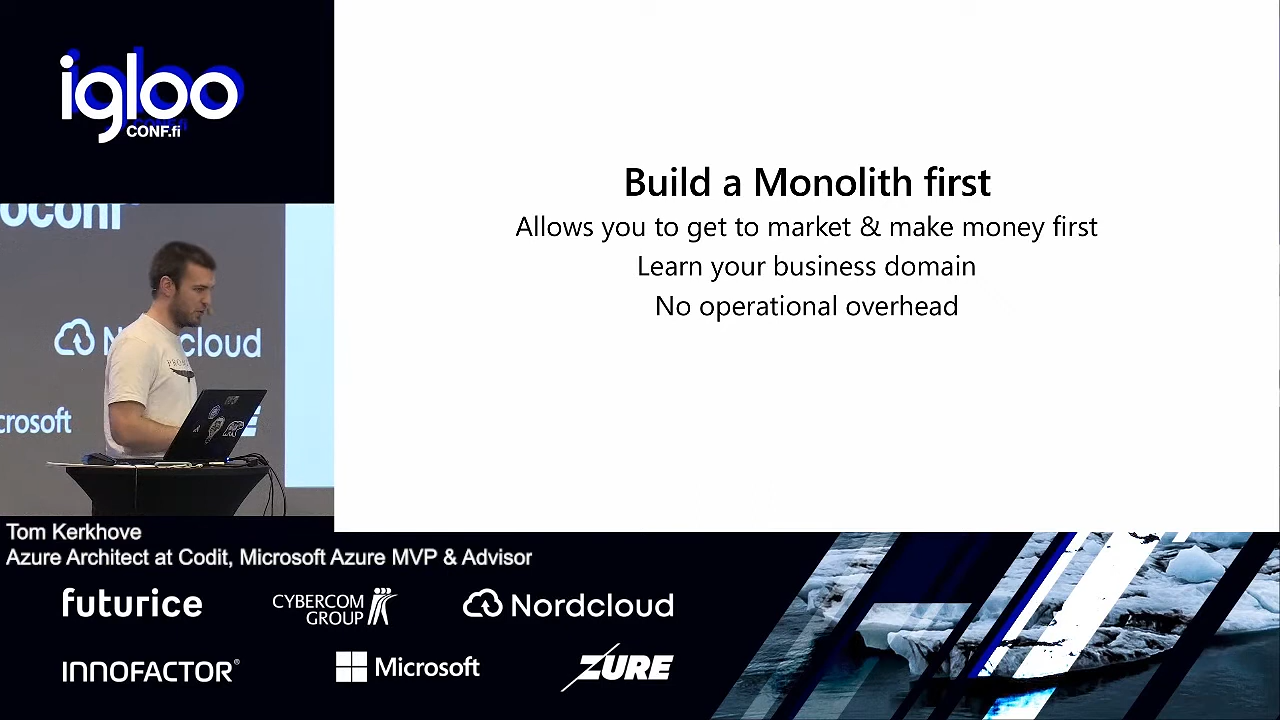 igloo
CONF.fi
Build a Monolith first
Allows you to get to market & make money first
Learn your business domain
No operational overhead
Tom Kerkhove
Azure Architect at Codit, Microsoft Azure MVP & Advisor
futurice
CYBERCOM
GROUP
Nordcloud
INNOFACTOR®
Microsoft
ZURE